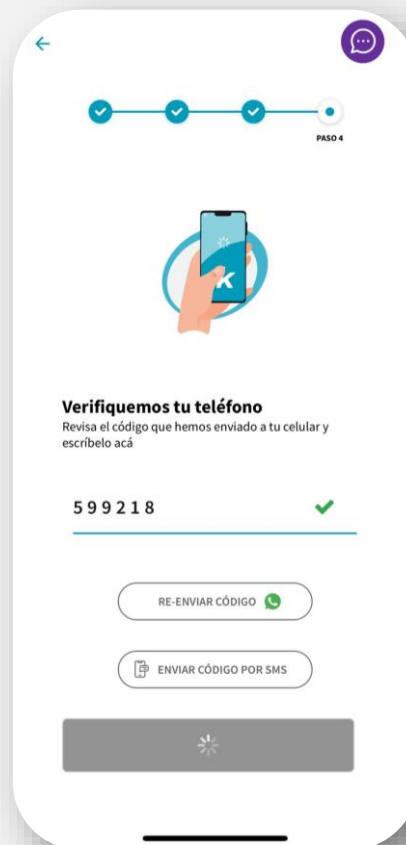 PASO 4
K
Verifiquemos tu teléfono
Revisa el código que hemos enviado a tu celular y
escríbelo acá
599218
RE-ENVIAR CÓDIGO
ENVIAR CÓDIGO POR SMS